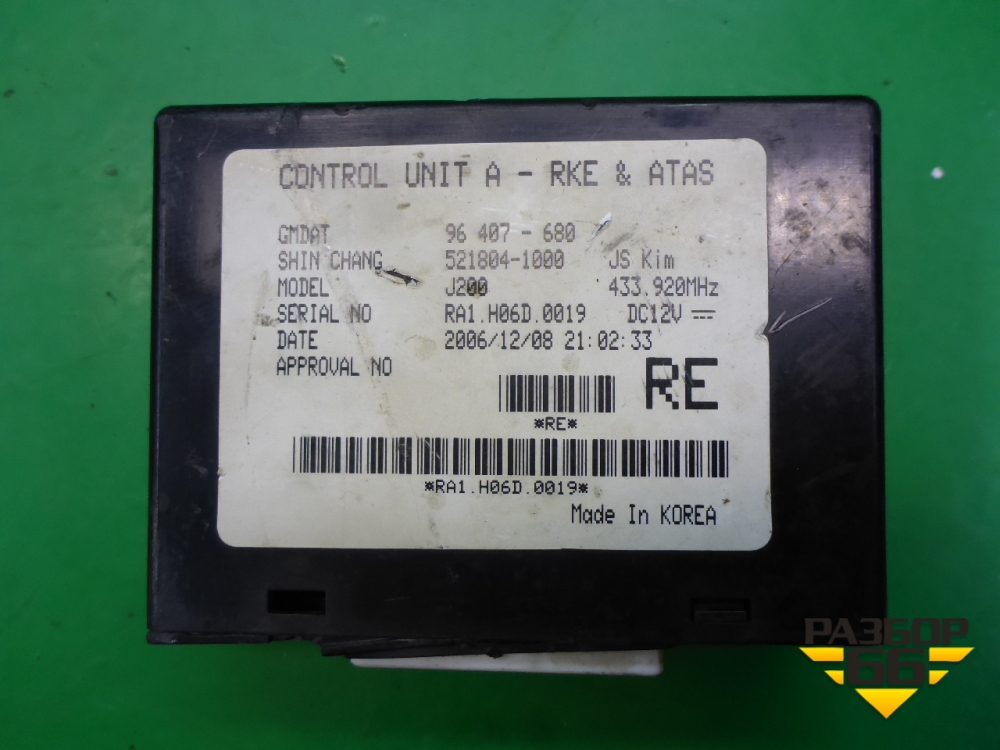 CONTROL UNIT A - RKE & ATAS
GMDAT 96 407 - 680
SHIN CHANG 521804-1000 JS Kim
MODEL J200 433.920MHz
SERIAL NO RA1.H06D.0019 DC12V
DATE 2006/12/08 21:02:33
APPROVAL NO
RE
*RE*
*RA1.H06D.0019*
Made In KOREA
РАЗБОР
66